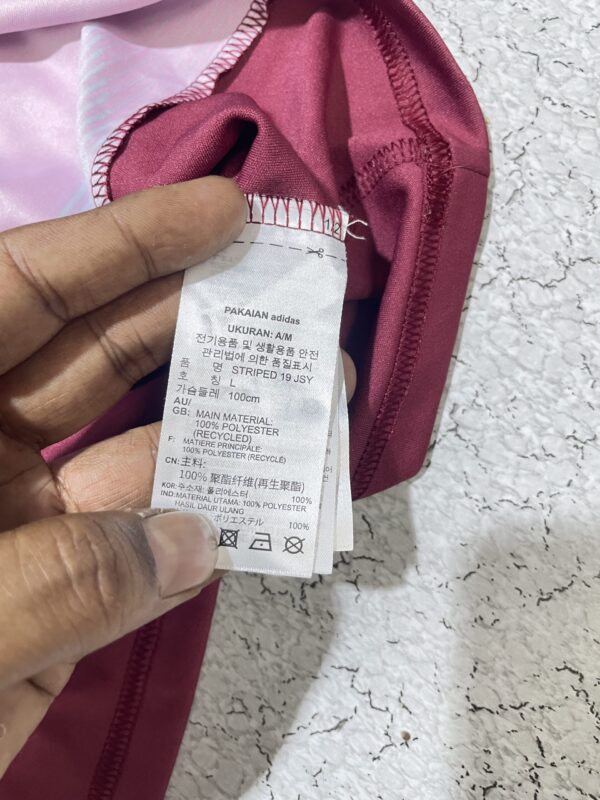 12
PAKAIAN adidas
UKURAN: A/M
전기용품 및 생활용품 안전
관리법에 의한 품질표시
품 명 STRIPED 19 JSY
호 칭 L
가슴둘레 100cm
AU/
GB: MAIN MATERIAL:
100% POLYESTER
(RECYCLED)
F: MATIERE PRINCIPALE:
100% POLYESTER (RECYCLÉ)
CN: 主料:
100% 聚酯纤维(再生聚酯)
KOR: 주소재: 폴리에스터 100%
IND: MATERIAL UTAMA: 100% POLYESTER
HASIL DAUR ULANG
ポリエステル 100%